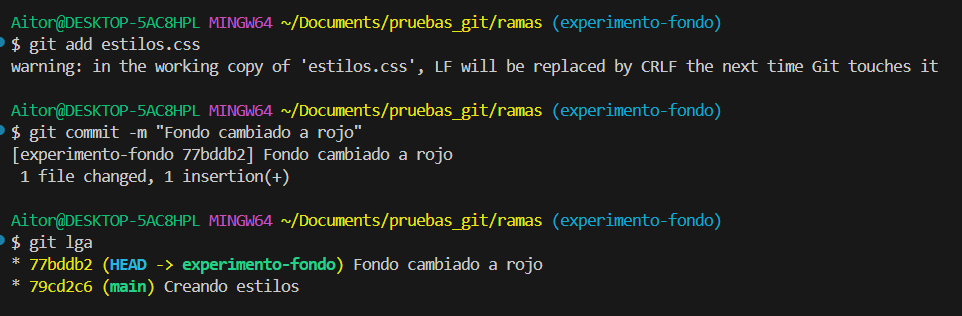 Aitor@DESKTOP-5AC8HPL MINGW64 ~/Documents/pruebas_git/ramas (experimento-fondo)
$ git add estilos.css
warning: in the working copy of 'estilos.css', LF will be replaced by CRLF the next time Git touches it
Aitor@DESKTOP-5AC8HPL MINGW64 ~/Documents/pruebas_git/ramas (experimento-fondo)
$ git commit -m "Fondo cambiado a rojo"
[experimento-fondo 77bddb2] Fondo cambiado a rojo
 1 file changed, 1 insertion(+)
Aitor@DESKTOP-5AC8HPL MINGW64 ~/Documents/pruebas_git/ramas (experimento-fondo)
$ git lga
* 77bddb2 (HEAD -> experimento-fondo) Fondo cambiado a rojo
* 79cd2c6 (main) Creando estilos